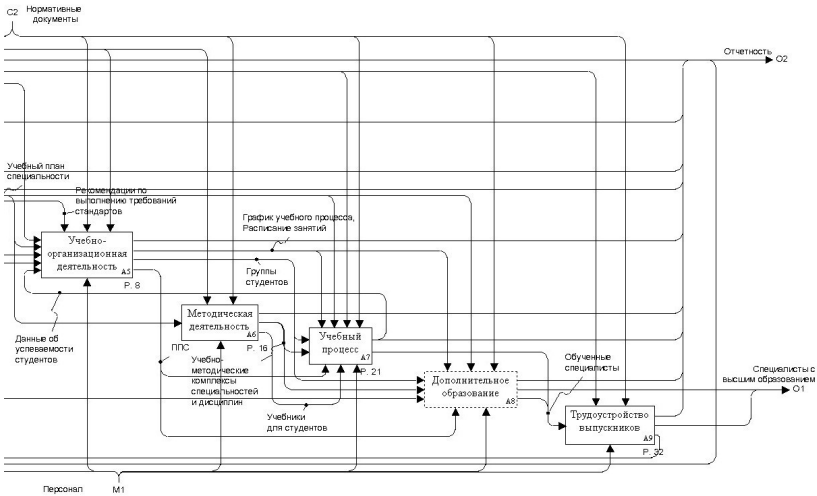 C2 Нормативные
документы
Отчетность
O2
Учебный план
специальности
Рекомендации по
выполнению требований
стандартов
График учебного процесса,
Расписание занятий
Учебно-
организационная
деятельность
A5
P. 8
Группы
студентов
Методическая
деятельность
A6
P. 16
Данные об
успеваемости
студентов
ППС
Учебно-
методические
комплексы
специальностей
и дисциплин
Учебный
процесс
A7
P. 21
Обученные
специалисты
Дополнительное
образование
A8
Специалисты с
высшим образованием
O1
Учебники
для студентов
Трудоустройство
выпускников
A9
P. 32
Персонал
M1